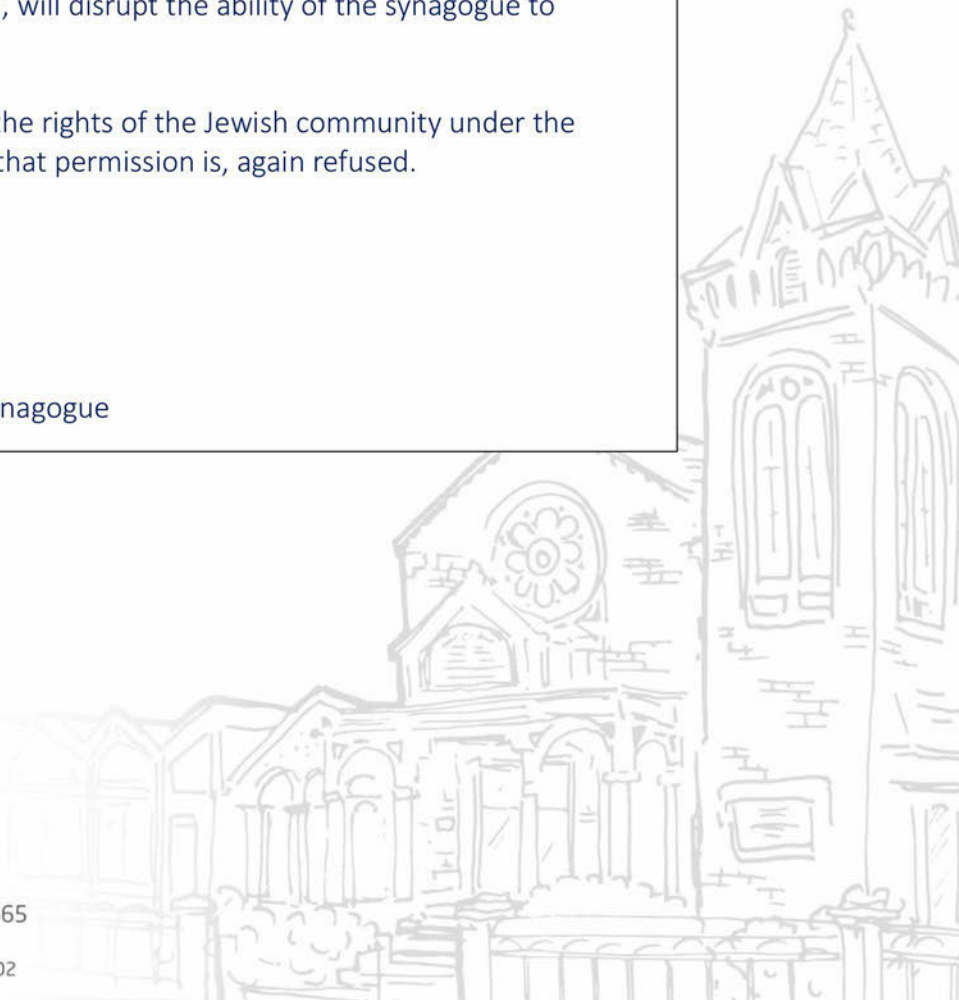 , will disrupt the ability of the synagogue to
the rights of the Jewish community under the
that permission is, again refused.
nagogue
65
02